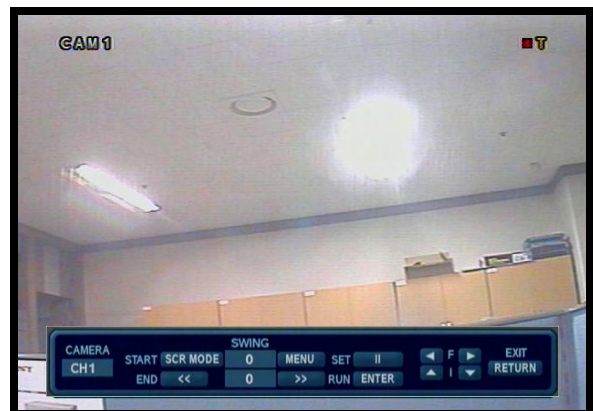 CAM1 T
SWING
CAMERA START SCR MODE 0 MENU SET II F EXIT
CH1 END << 0 >> RUN ENTER I RETURN